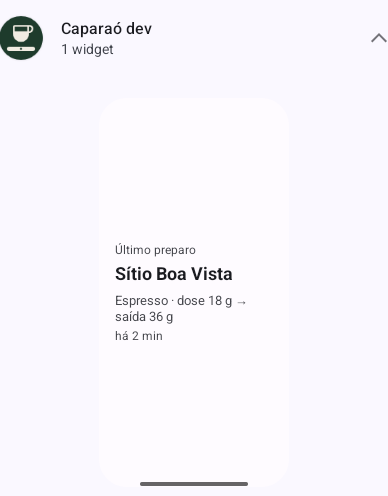 Caparaó dev
1 widget
Último preparo
Sítio Boa Vista
Espresso · dose 18 g →
saída 36 g
há 2 min